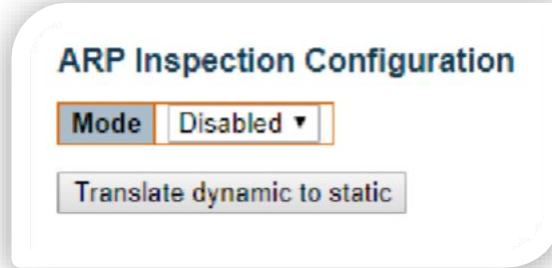 ARP Inspection Configuration
Mode Disabled
Translate dynamic to static